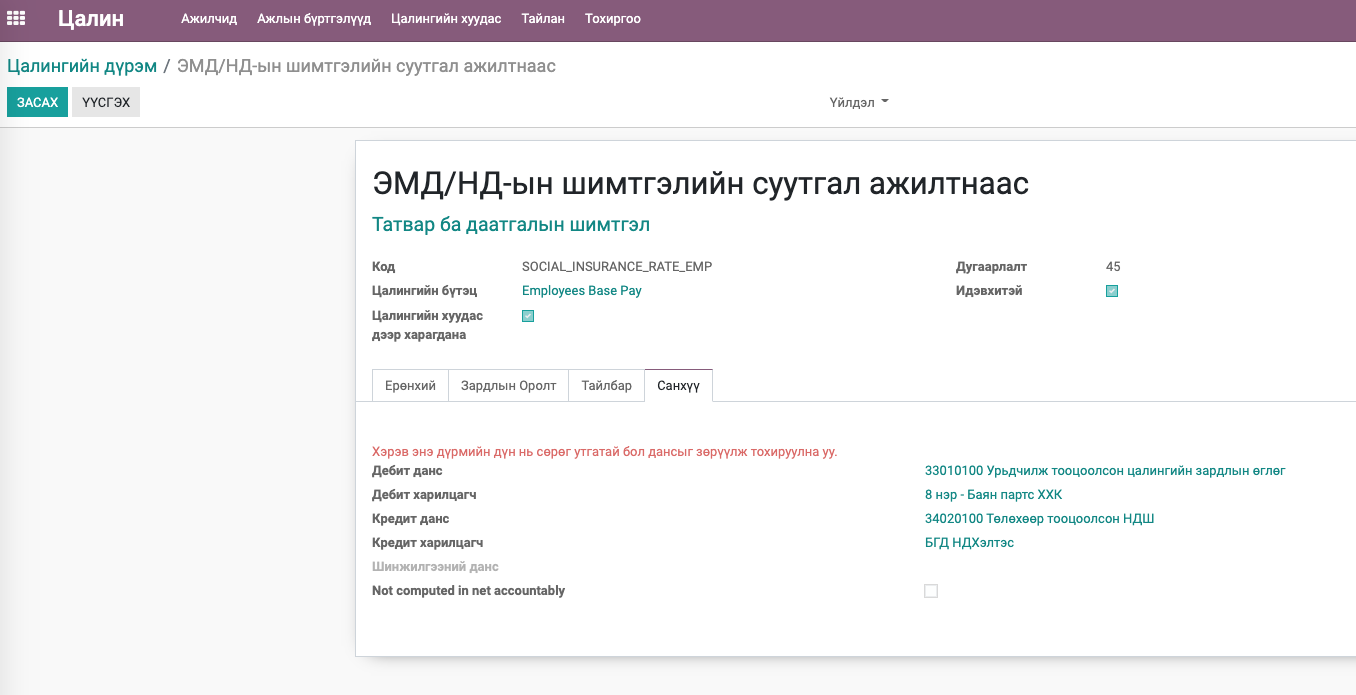 Цалин Ажилчид Ажлын бүртгэлүүд Цалингийн хуудас Тайлан Тохиргоо
Цалингийн дүрэм / ЭМД/НД-ын шимтгэлийн суутгал ажилтнаас
ЗАСАХ ҮҮСГЭХ Үйлдэл
ЭМД/НД-ын шимтгэлийн суутгал ажилтнаас
Татвар ба даатгалын шимтгэл
Код SOCIAL_INSURANCE_RATE_EMP Дугаарлалт 45
Цалингийн бүтэц Employees Base Pay Идэвхитэй
Цалингийн хуудас
дээр харагдана
Ерөнхий Зардлын Оролт Тайлбар Санхүү
Хэрэв энэ дүрмийн дүн нь сөрөг утгатай бол дансыг зөрүүлж тохируулна уу.
Дебит данс 33010100 Урьдчилж тооцоолсон цалингийн зардлын өглөг
Дебит харилцагч 8 нэр - Баян партс ХХК
Кредит данс 34020100 Төлөхөөр тооцоолсон НДШ
Кредит харилцагч БГД НДХэлтэс
Шинжилгээний данс
Not computed in net accountably